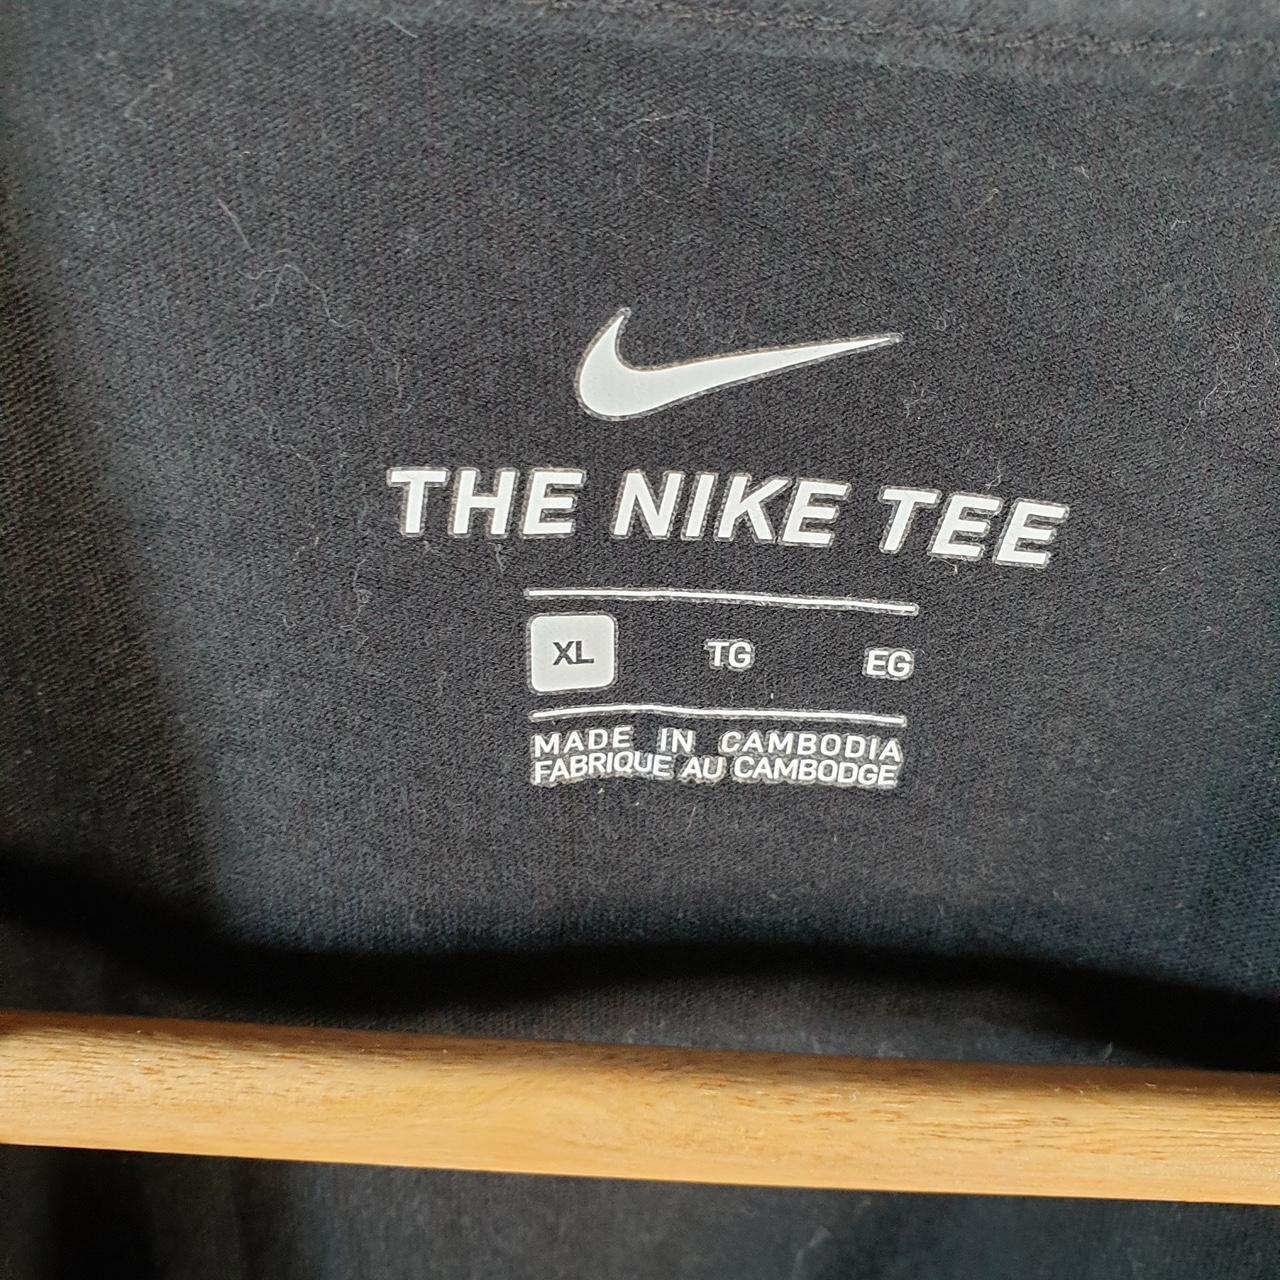 THE NIKE TEE
XL TG EG
MADE IN CAMBODIA
FABRIQUE AU CAMBODGE